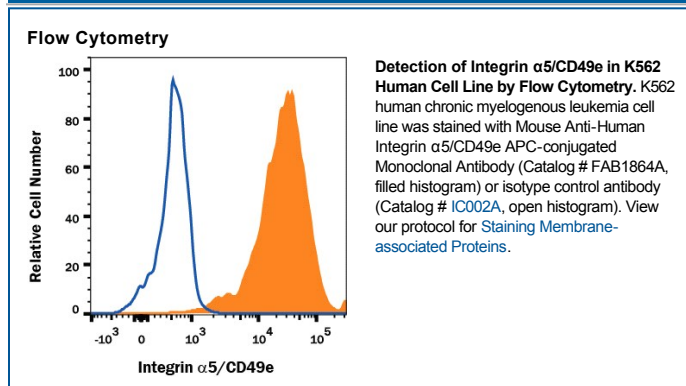 Flow Cytometry
100
80
60
40
20
0
Relative Cell Number
-10³
0
10³
10⁴
10⁵
Integrin α5/CD49e
Detection of Integrin α5/CD49e in K562
Human Cell Line by Flow Cytometry. K562
human chronic myelogenous leukemia cell
line was stained with Mouse Anti-Human
Integrin α5/CD49e APC-conjugated
Monoclonal Antibody (Catalog # FAB1864A,
filled histogram) or isotype control antibody
(Catalog # IC002A, open histogram). View
our protocol for Staining Membrane-
associated Proteins.